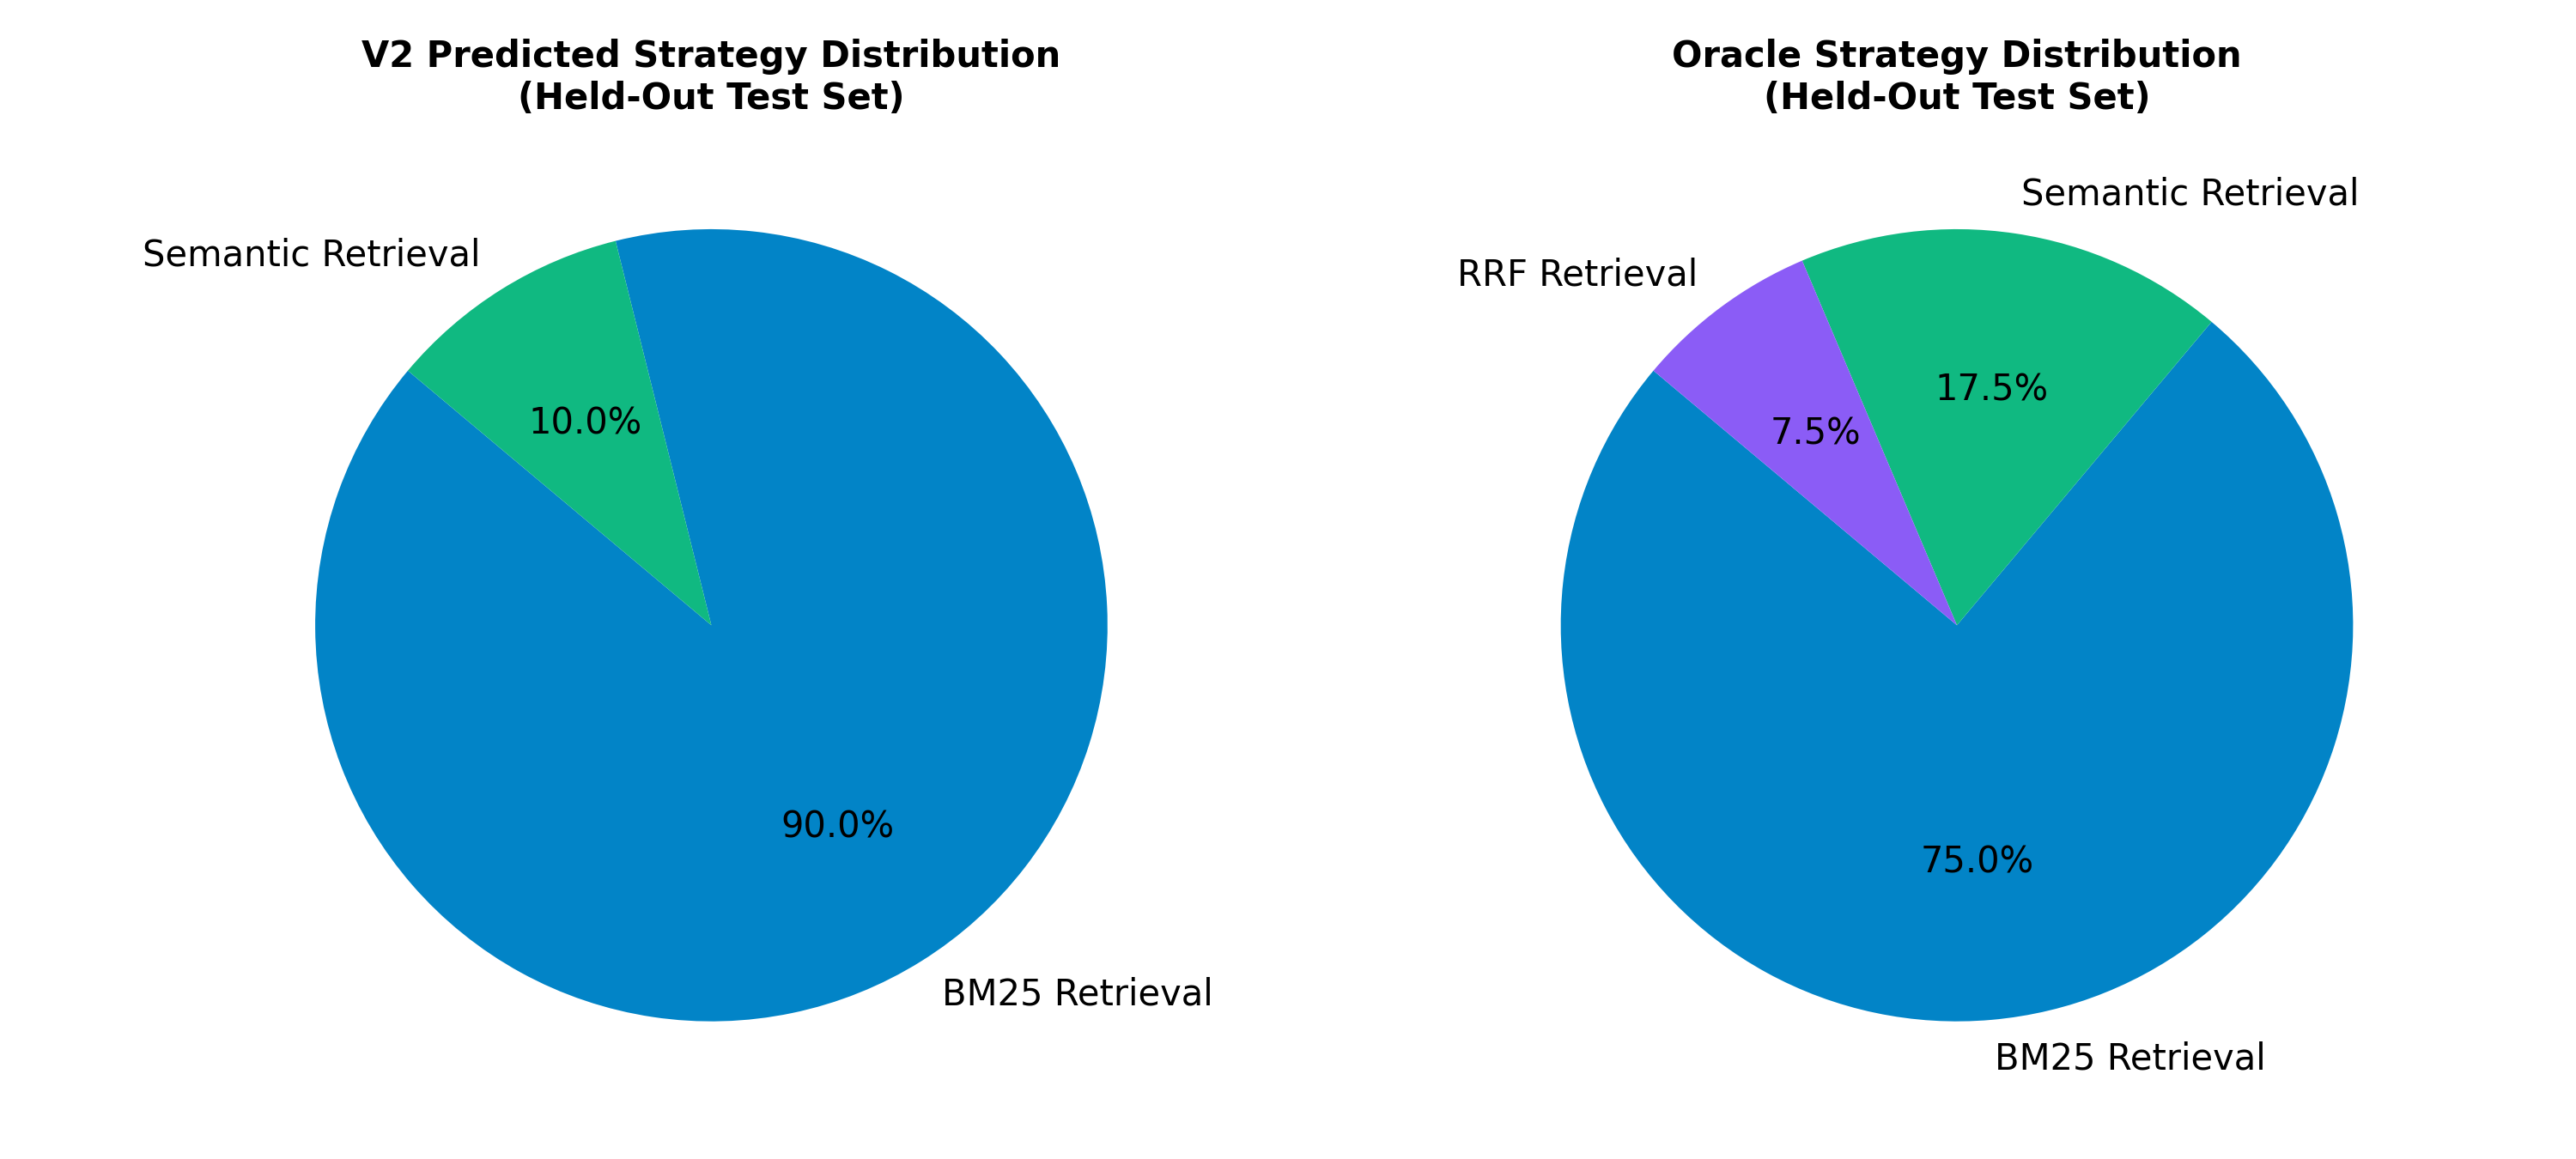 V2 Predicted Strategy Distribution
(Held-Out Test Set)
Semantic Retrieval
10.0%
90.0%
BM25 Retrieval
Oracle Strategy Distribution
(Held-Out Test Set)
Semantic Retrieval
RRF Retrieval
17.5%
7.5%
75.0%
BM25 Retrieval